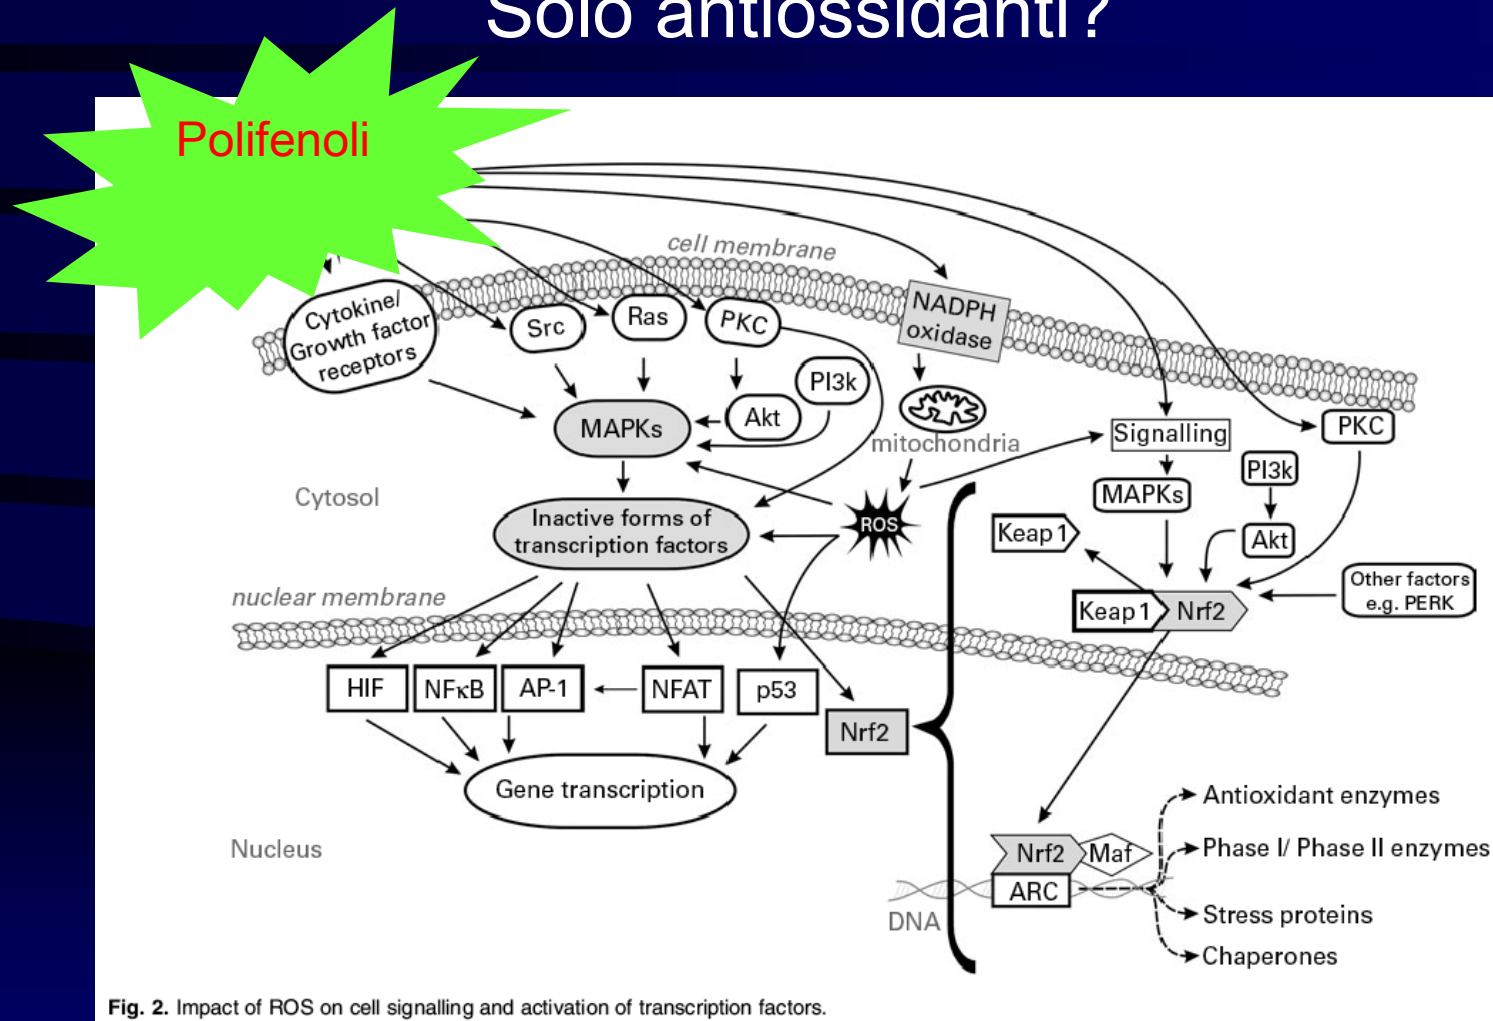 Solo antiossidanti?
Polifenoli
cell membrane
Cytokine/
Growth factor
receptors
Src
Ras
PKC
NADPH
oxidase
PI3k
Akt
MAPKs
mitochondria
Signalling
PKC
PI3k
MAPKs
Akt
Cytosol
Inactive forms of
transcription factors
ROS
Keap1
Other factors
e.g. PERK
Keap1
Nrf2
nuclear membrane
HIF
NFκB
AP-1
NFAT
p53
Nrf2
Gene transcription
Nucleus
Antioxidant enzymes
Nrf2
Maf
Phase I/ Phase II enzymes
ARC
DNA
Stress proteins
Chaperones
Fig. 2. Impact of ROS on cell signalling and activation of transcription factors.